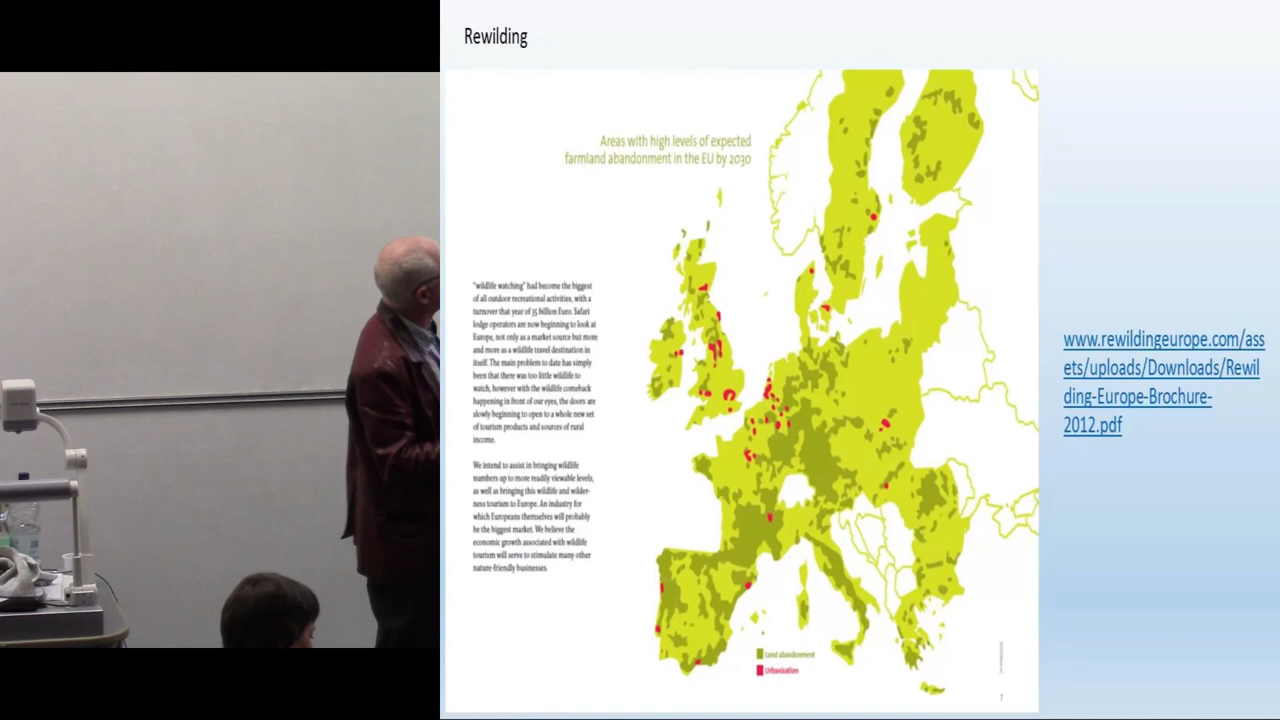 Rewilding
Areas with high levels of expected
farmland abandonment in the EU by 2030
"wildlife watching" had become the biggest
of all outdoor recreational activities, with a
turnover that year of 35 billion Euro. Safari
lodge operators are now beginning to look at
Europe, not only as a market source but more
and more as a wildlife travel destination in
itself. The main problem to date has simply
been that there was too little wildlife to
watch, however with the wildlife comeback
happening in front of our eyes, the doors are
slowly beginning to open to a whole new set
of tourism products and sources of rural
income.
We intend to assist in bringing wildlife
numbers up to more readily viewable levels,
as well as bringing this wildlife and wilder-
ness tourism to Europe. An industry for
which Europeans themselves will probably
be the biggest market. We believe the
economic growth associated with wildlife
tourism will serve to stimulate many other
nature-friendly businesses.
Land abandonment
Urbanisation
7
www.rewildingeurope.com/ass
ets/uploads/Downloads/Rewil
ding-Europe-Brochure-
2012.pdf